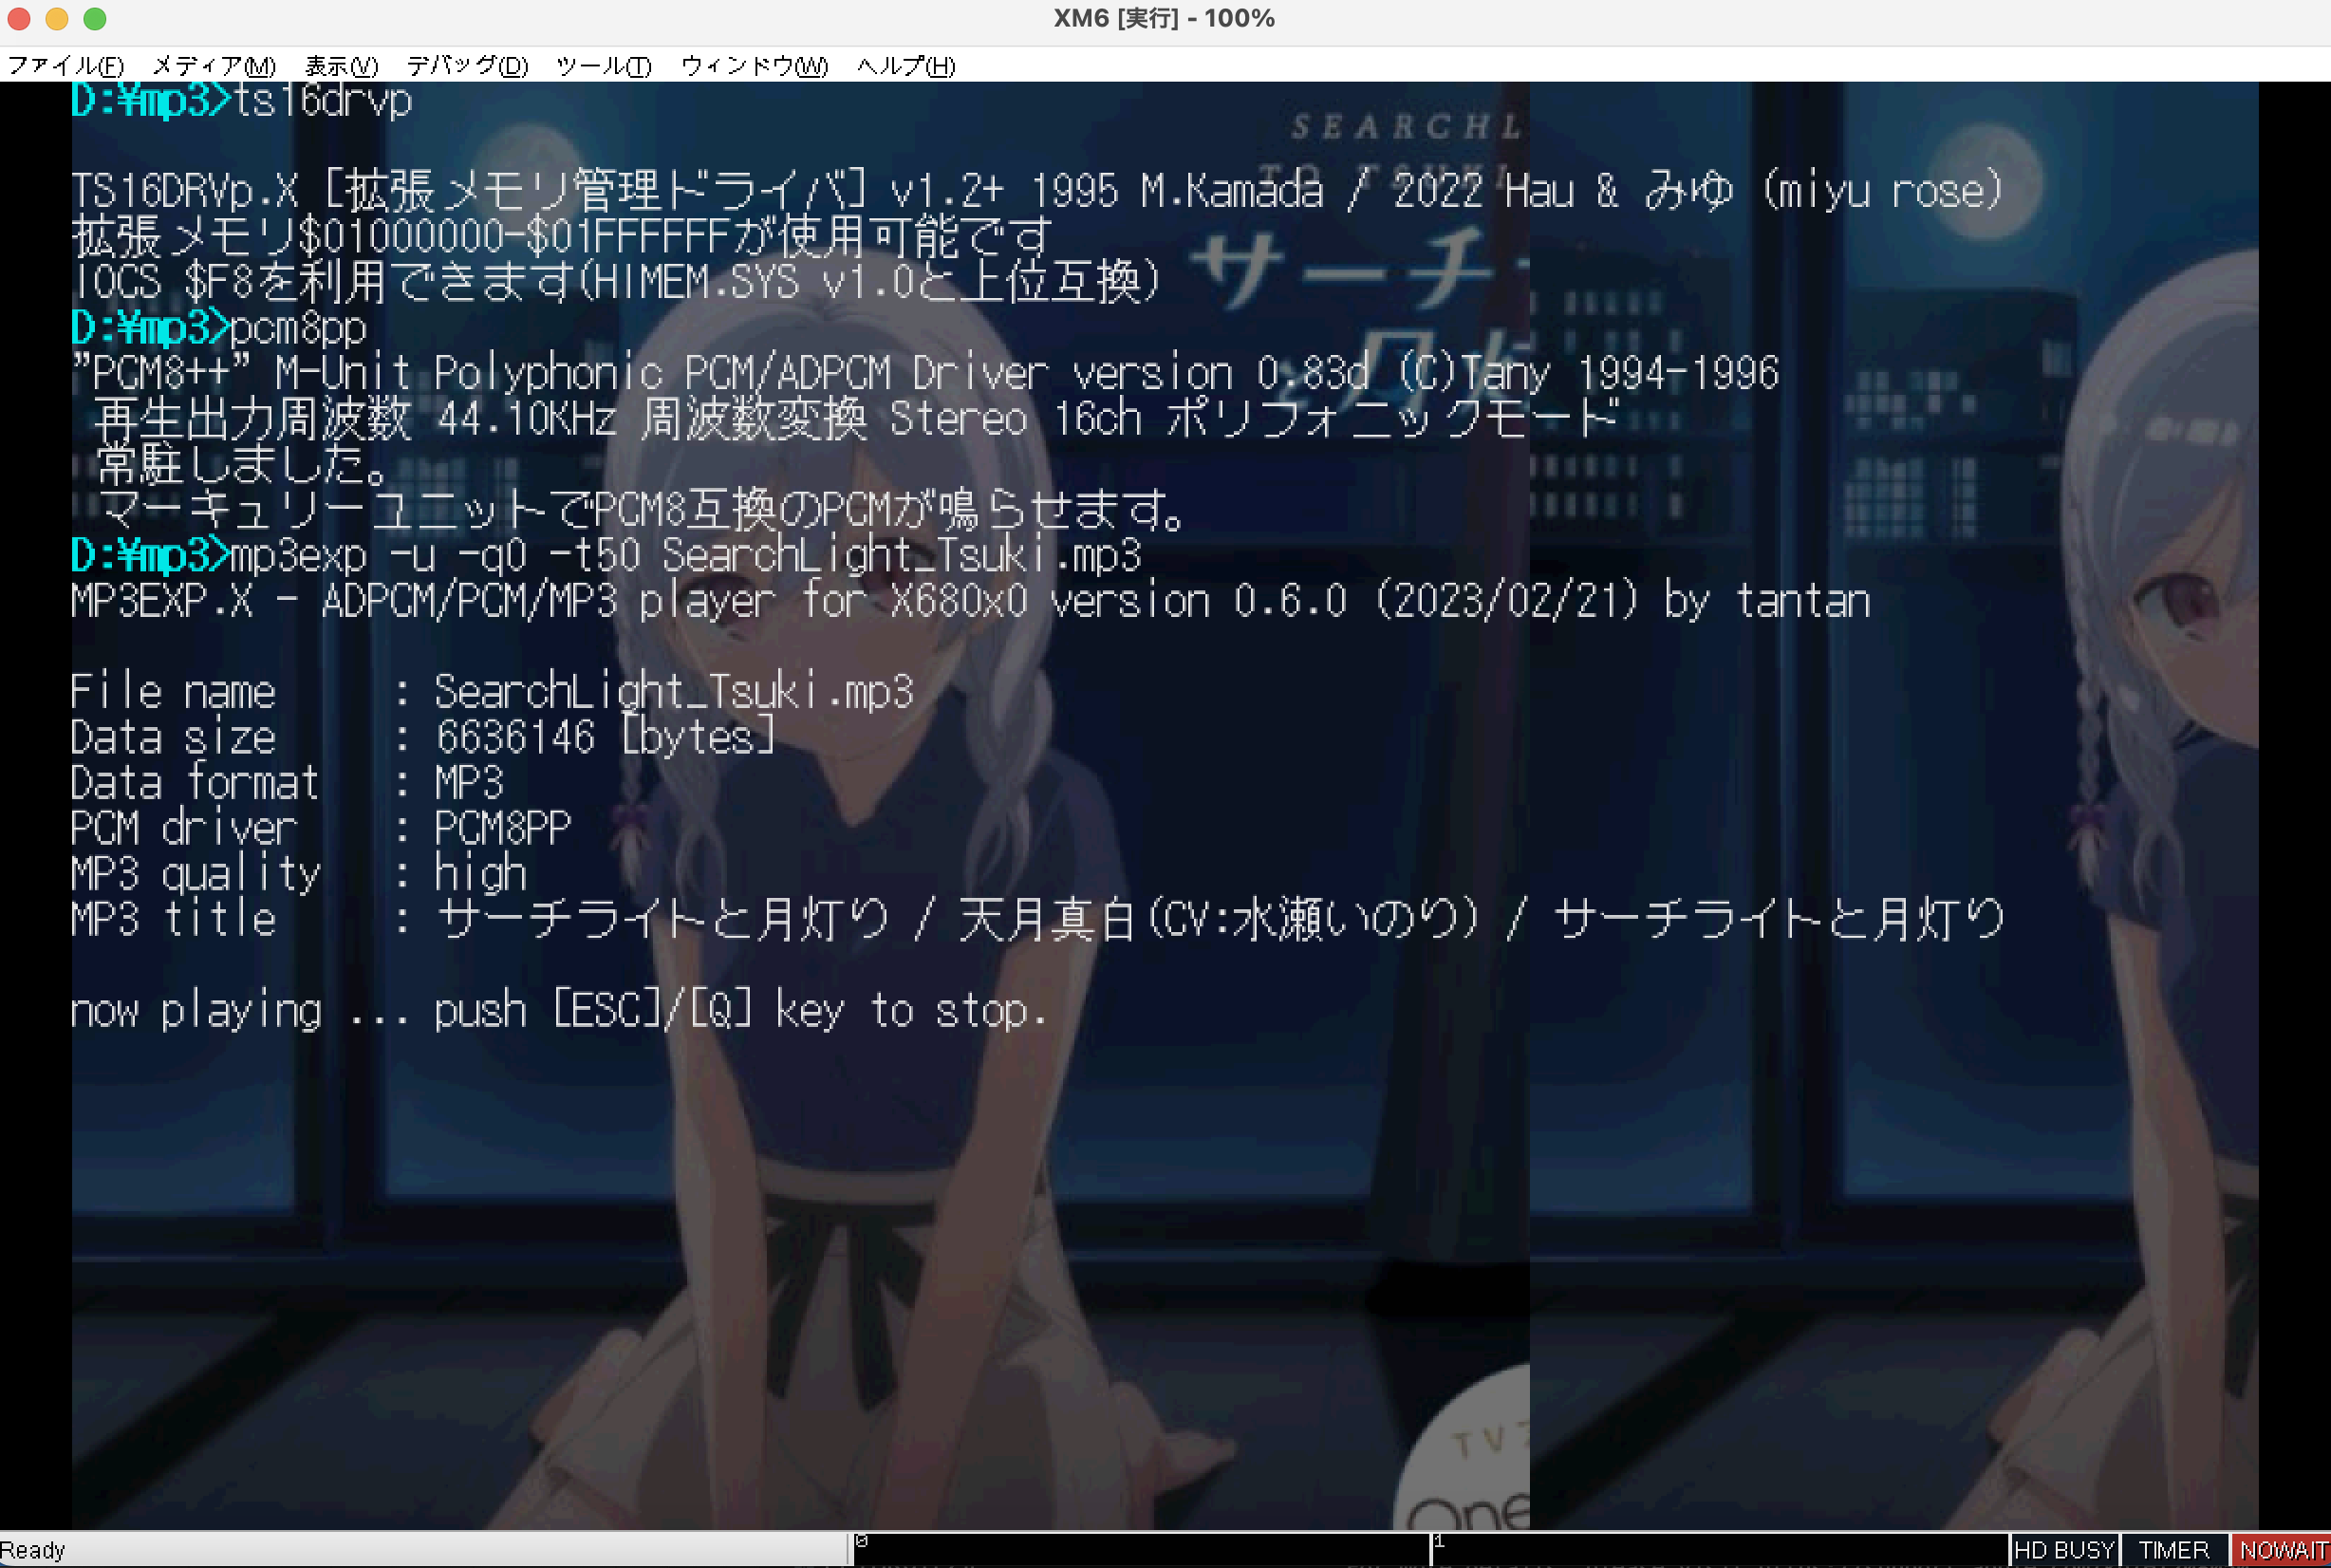 XM6 [実行] - 100%
ファイル(F) メディア(M) 表示(V) デバッグ(D) ツール(T) ウィンドウ(W) ヘルプ(H)
D:¥mp3>ts16drvp
SEARCHL
TO TSUKI
TS16DRVp.X [拡張メモリ管理ドライバ] v1.2+ 1995 M.Kamada / 2022 Hau & みゆ (miyu rose)
拡張メモリ$01000000-$01FFFFFFが使用可能です
サーチ
IOCS $F8を利用できます(HIMEM.SYS v1.0と上位互換)
D:¥mp3>pcm8pp
と月灯
"PCM8++" M-Unit Polyphonic PCM/ADPCM Driver version 0.83d (C)Tany 1994-1996
再生出力周波数 44.10KHz 周波数変換 Stereo 16ch ポリフォニックモード
常駐しました。
マーキュリーユニットでPCM8互換のPCMが鳴らせます。
D:¥mp3>mp3exp -u -q0 -t50 SearchLight_Tsuki.mp3
MP3EXP.X - ADPCM/PCM/MP3 player for X680x0 version 0.6.0 (2023/02/21) by tantan
File name : SearchLight_Tsuki.mp3
Data size : 6636146 [bytes]
Data format : MP3
PCM driver : PCM8PP
MP3 quality : high
MP3 title : サーチライトと月灯り / 天月真白(CV:水瀬いのり) / サーチライトと月灯り
now playing ... push [ESC]/[Q] key to stop.
TV
One
Ready 0 1 HD BUSY TIMER NOWAIT